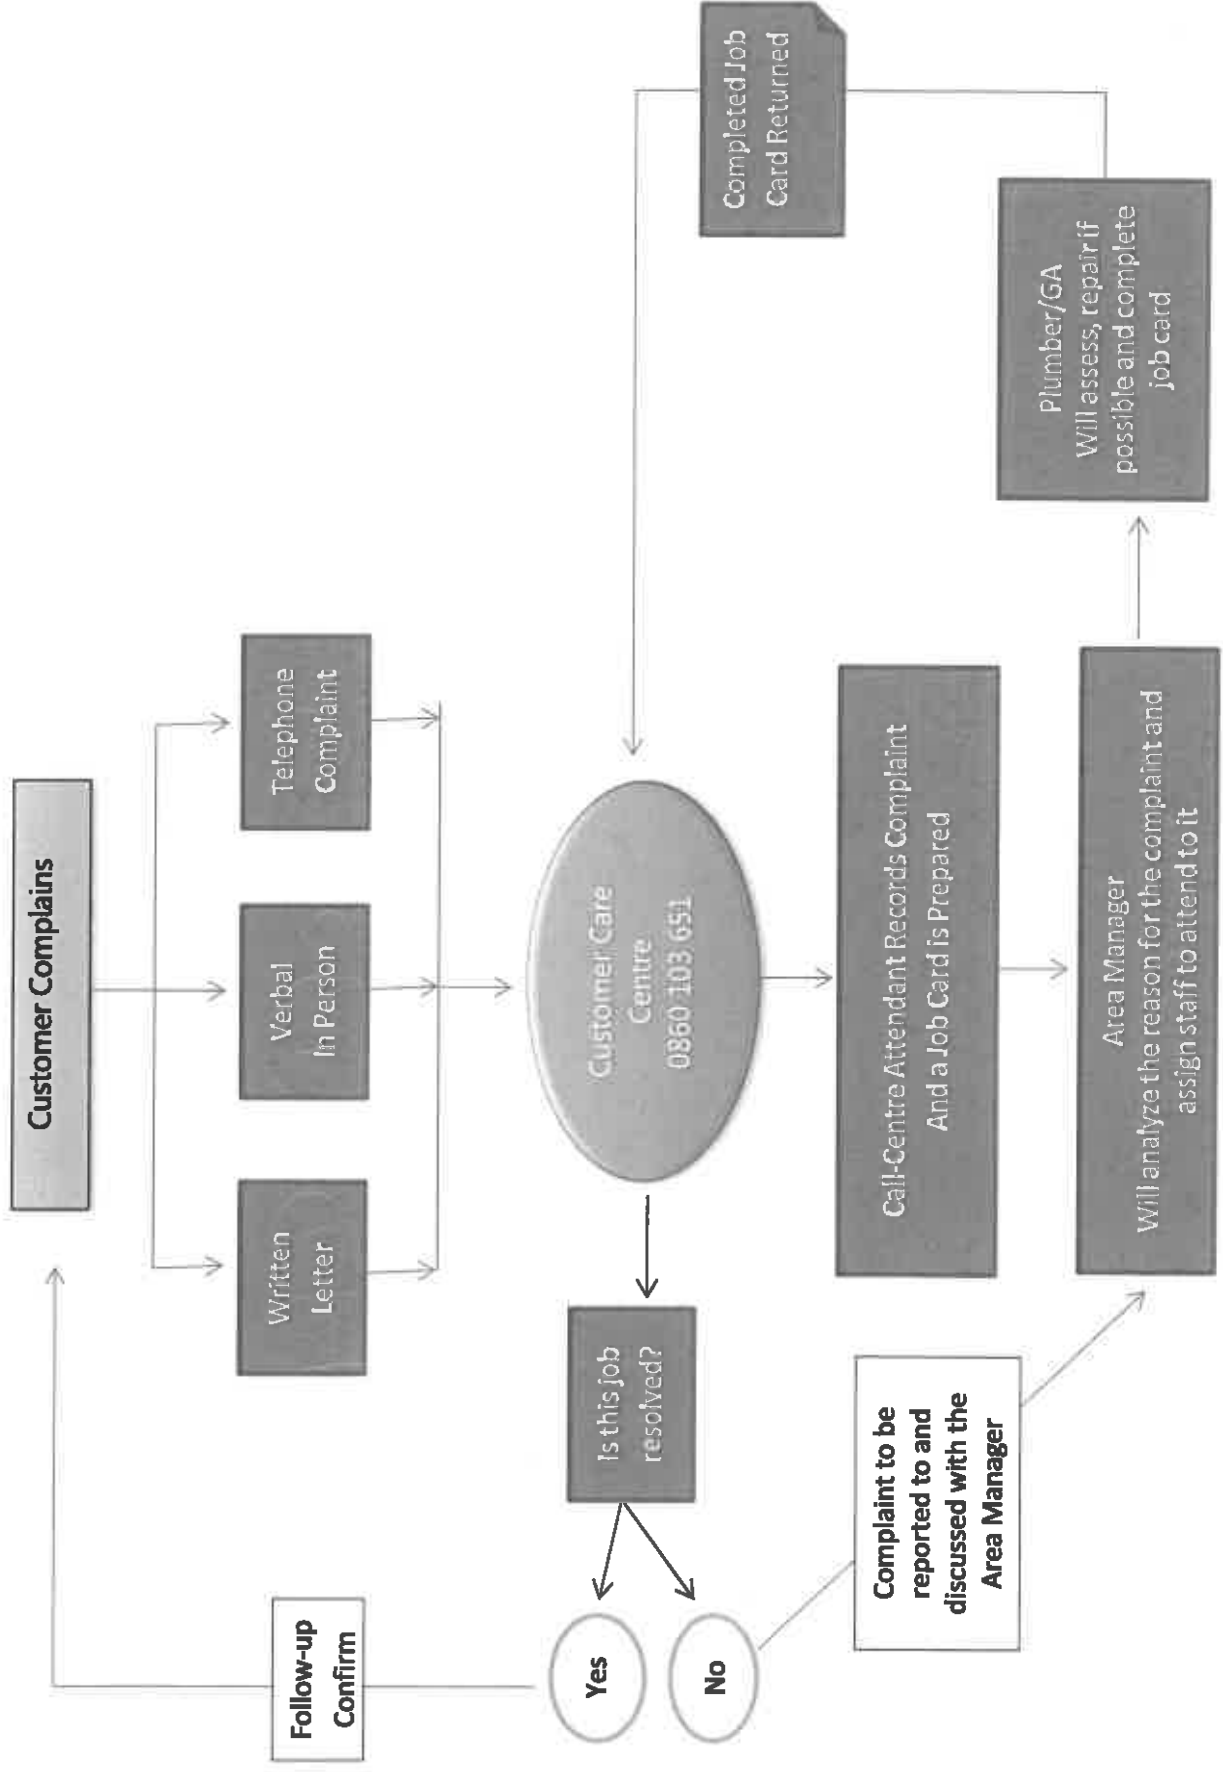 Customer Complains
Written
Letter
Verbal
In Person
Telephone
Complaint
Follow-up
Confirm
Yes
No
Is this job
resolved?
Customer Care
Centre
0860 103 651
Completed Job
Card Returned
Complaint to be
reported to and
discussed with the
Area Manager
Call-Centre Attendant Records Complaint
And a Job Card is Prepared
Area Manager
Will analyze the reason for the complaint and
assign staff to attend to it
Plumber/GA
Will assess, repair if
possible and complete
job card